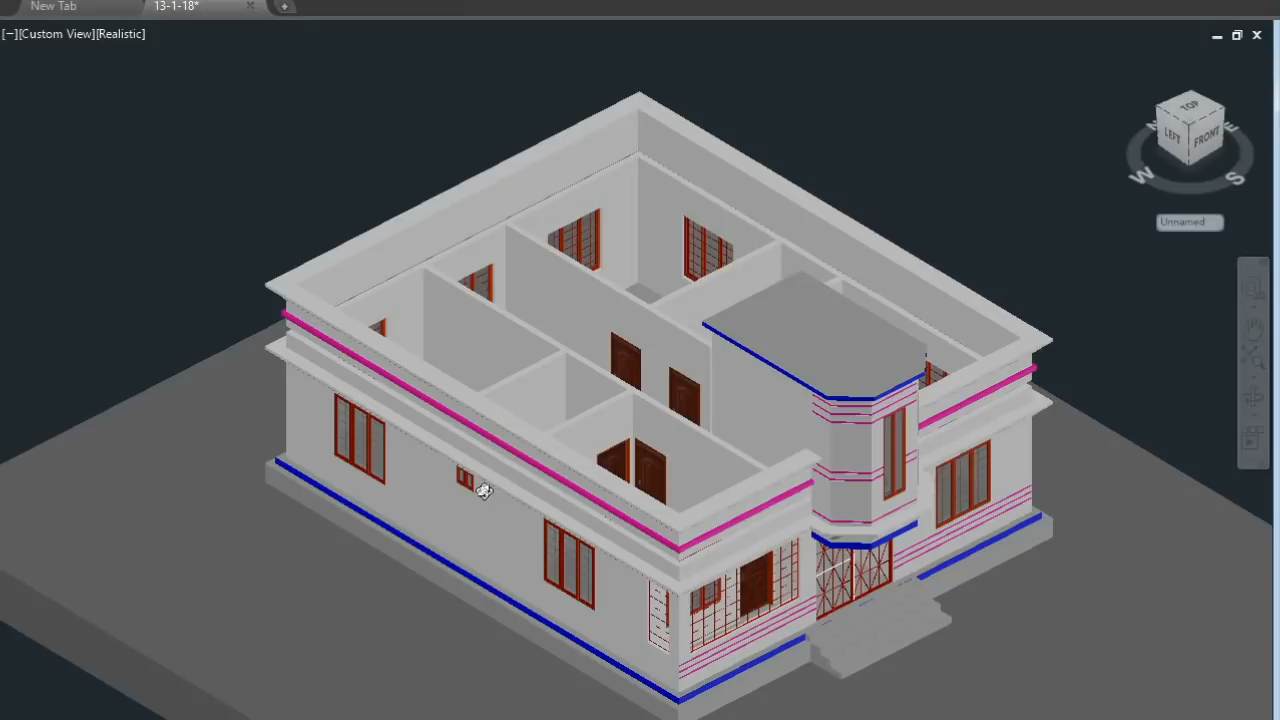 New Tab
13-1-18*
[−][Custom View][Realistic]
TOP
LEFT
FRONT
N
E
W
S
Unnamed